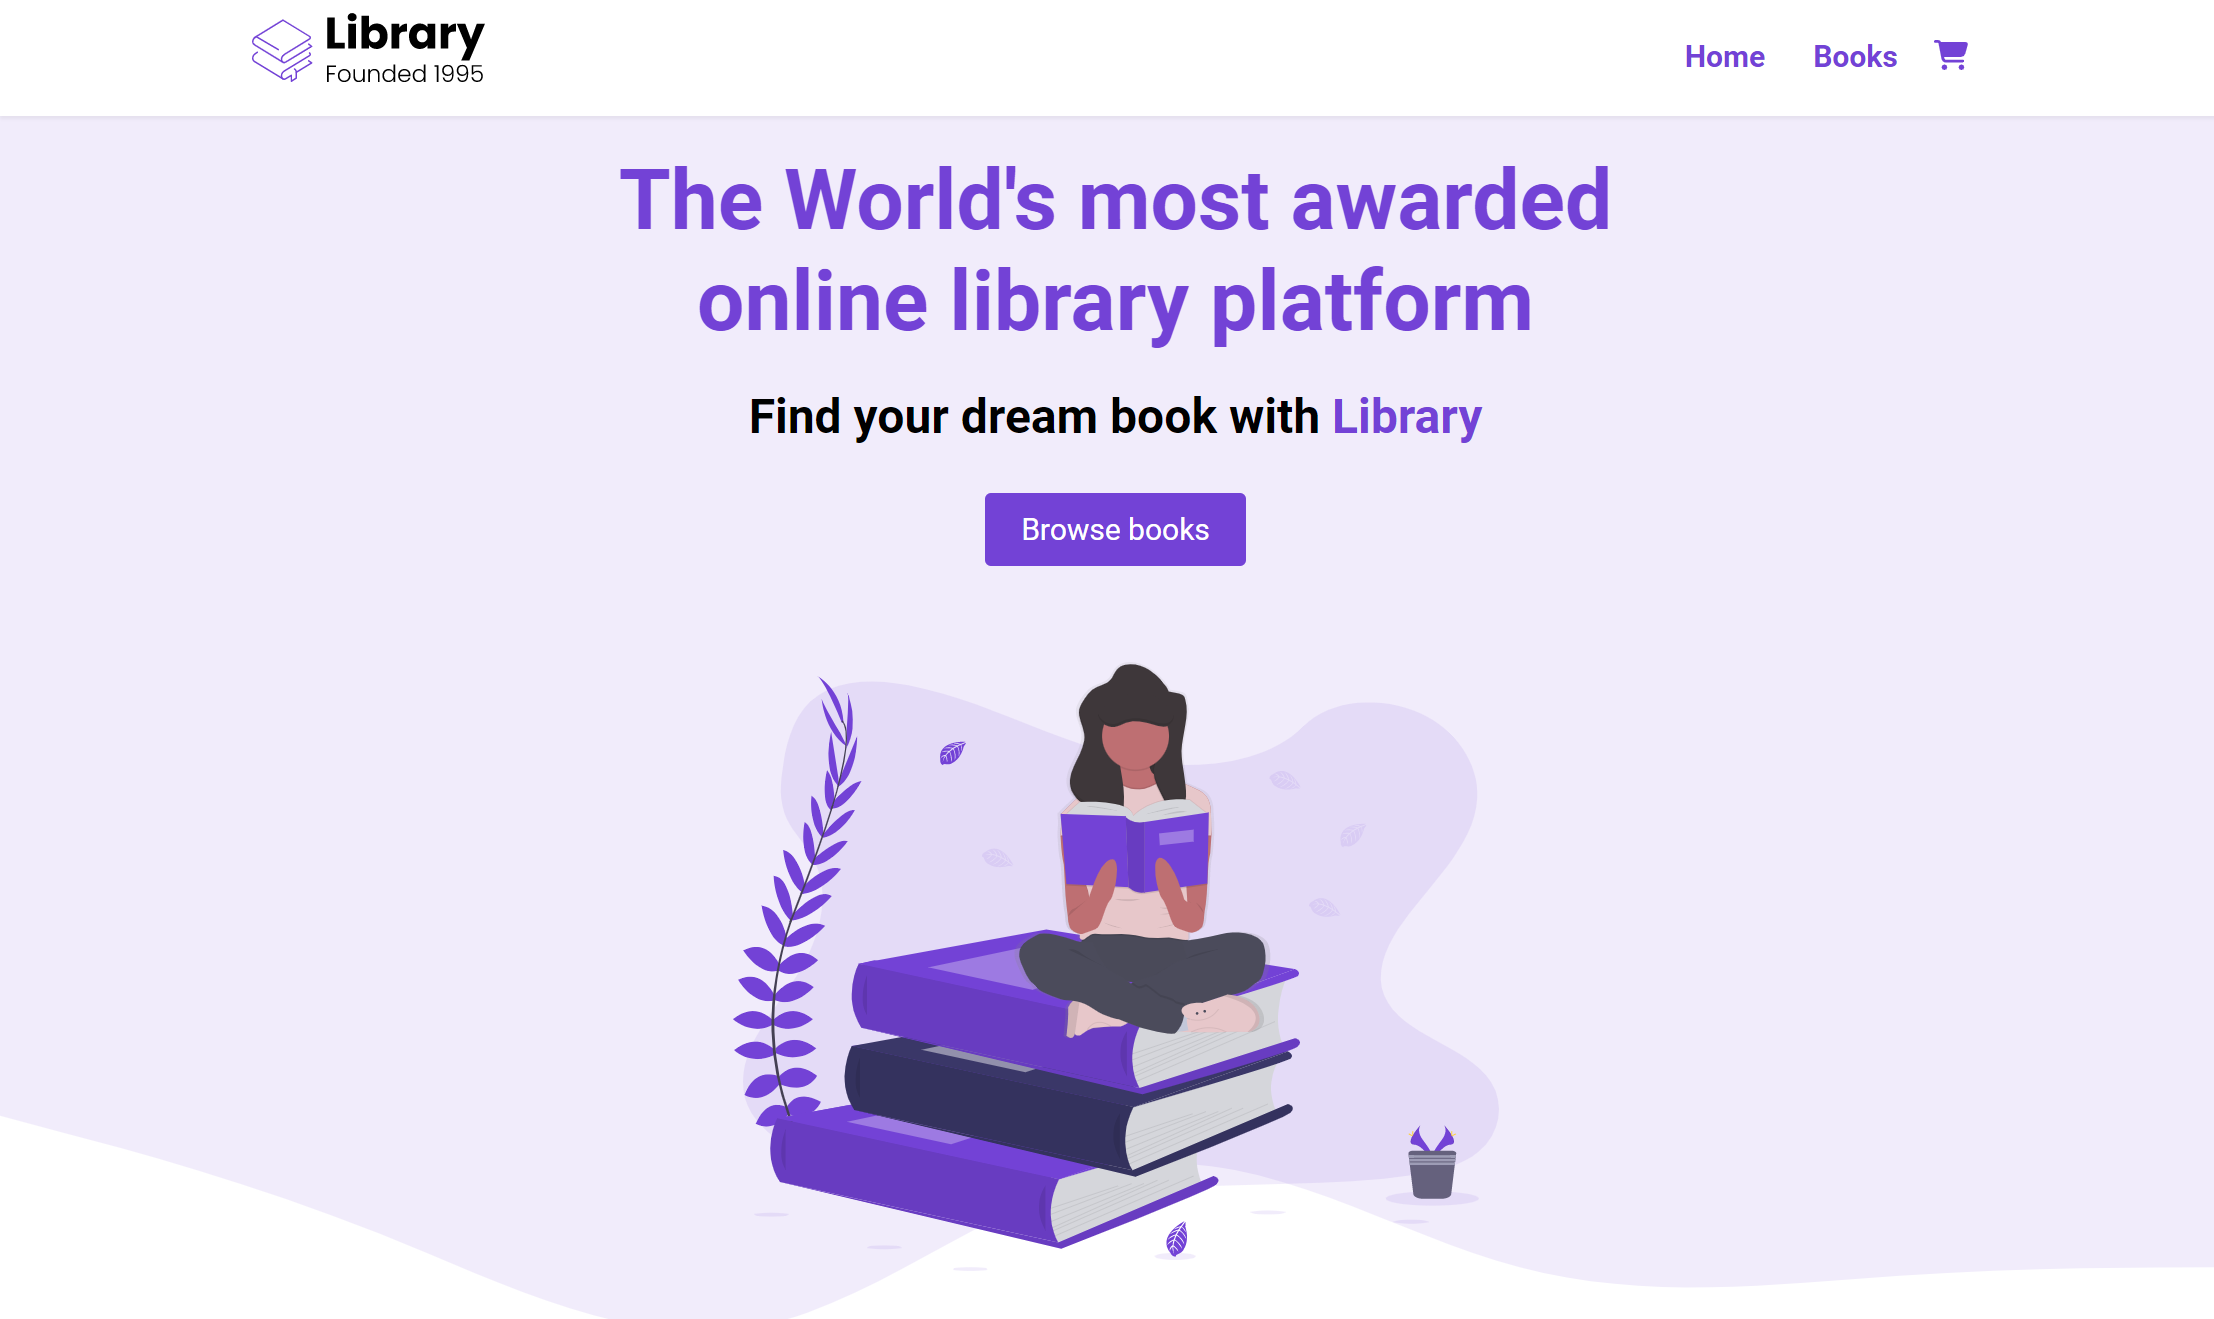 Library
Founded 1995
Home Books
The World's most awarded
online library platform
Find your dream book with Library
Browse books